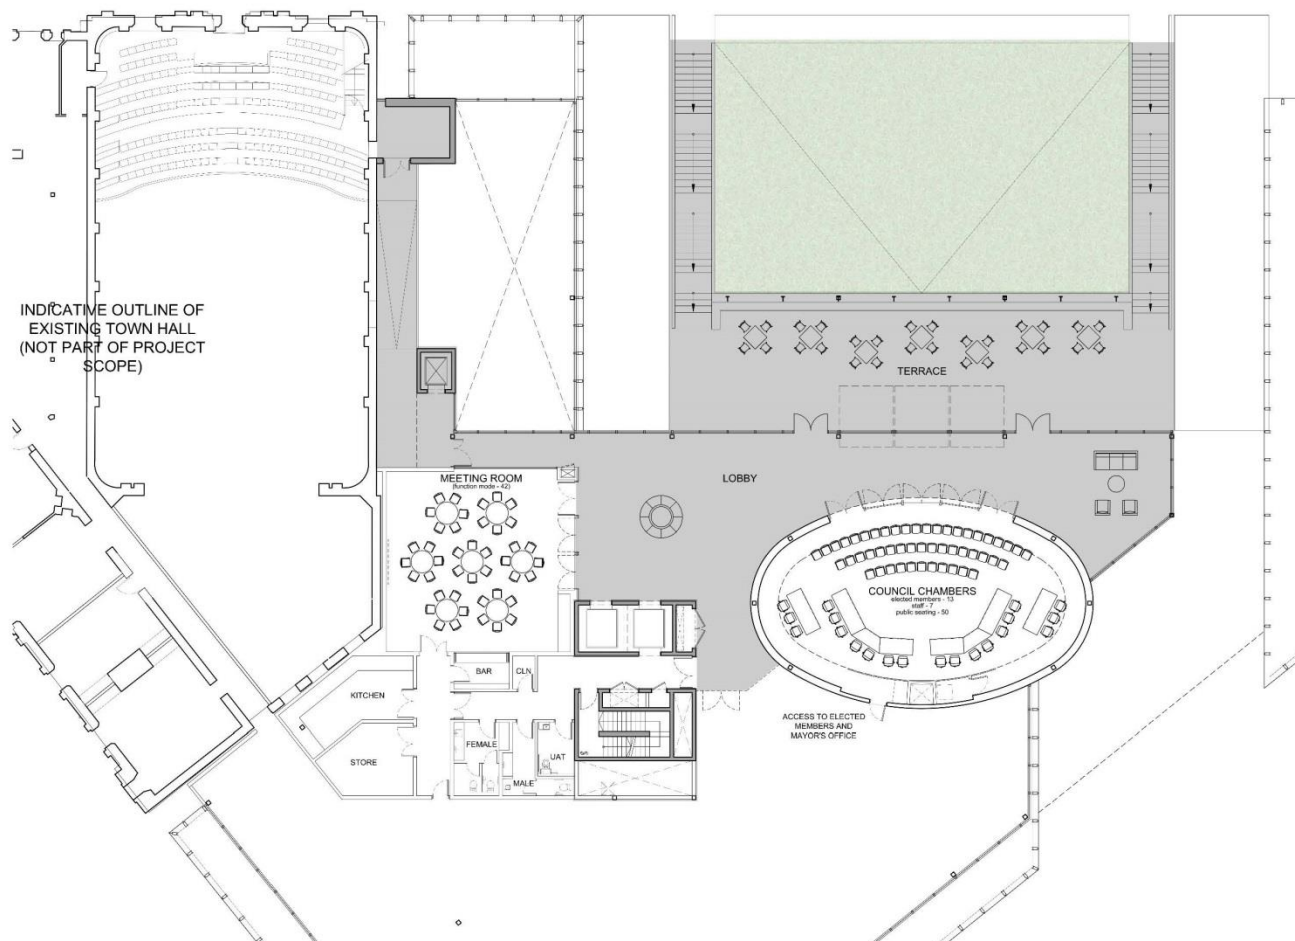 INDICATIVE OUTLINE OF
EXISTING TOWN HALL
(NOT PART OF PROJECT
SCOPE)
TERRACE
MEETING ROOM
(function mode - 42)
LOBBY
COUNCIL CHAMBERS
elected members - 13
staff - 7
public seating - 50
BAR
CLN
KITCHEN
STORE
FEMALE
MALE
UAT
ACCESS TO ELECTED
MEMBERS AND
MAYOR'S OFFICE